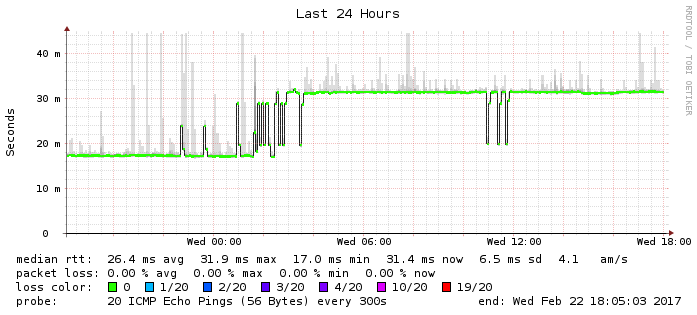 Last 24 Hours
RRDTOOL / TOBI OETIKER
Seconds
40 m
30 m
20 m
10 m
0
Wed 00:00 Wed 06:00 Wed 12:00 Wed 18:00
median rtt: 26.4 ms avg 31.9 ms max 17.0 ms min 31.4 ms now 6.5 ms sd 4.1 am/s
packet loss: 0.00 % avg 0.00 % max 0.00 % min 0.00 % now
loss color: 0 1/20 2/20 3/20 4/20 10/20 19/20
probe: 20 ICMP Echo Pings (56 Bytes) every 300s end: Wed Feb 22 18:05:03 2017